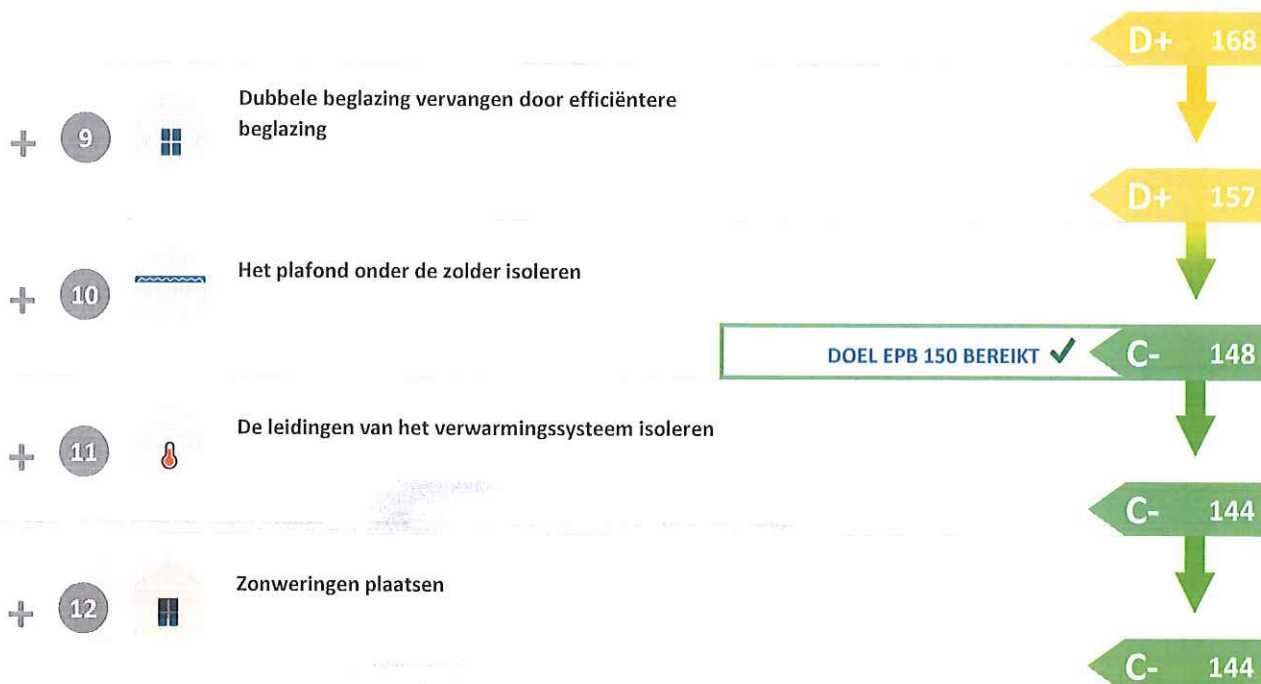 D+ 168
+ 9 Dubbele beglazing vervangen door efficiëntere
beglazing
D+ 157
+ 10 Het plafond onder de zolder isoleren
DOEL EPB 150 BEREIKT ✓ C- 148
+ 11 De leidingen van het verwarmingssysteem isoleren
C- 144
+ 12 Zonweringen plaatsen
C- 144